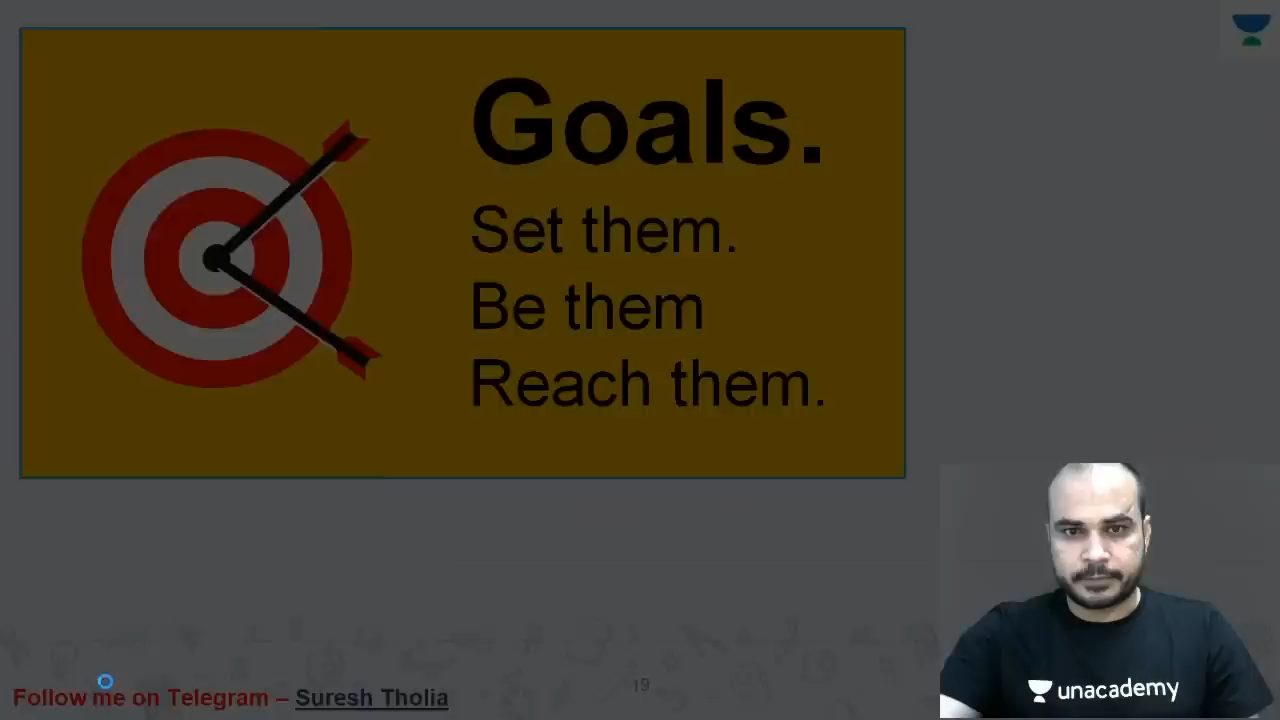 Goals.
Set them.
Be them
Reach them.
19
Follow me on Telegram – Suresh Tholia
unacademy